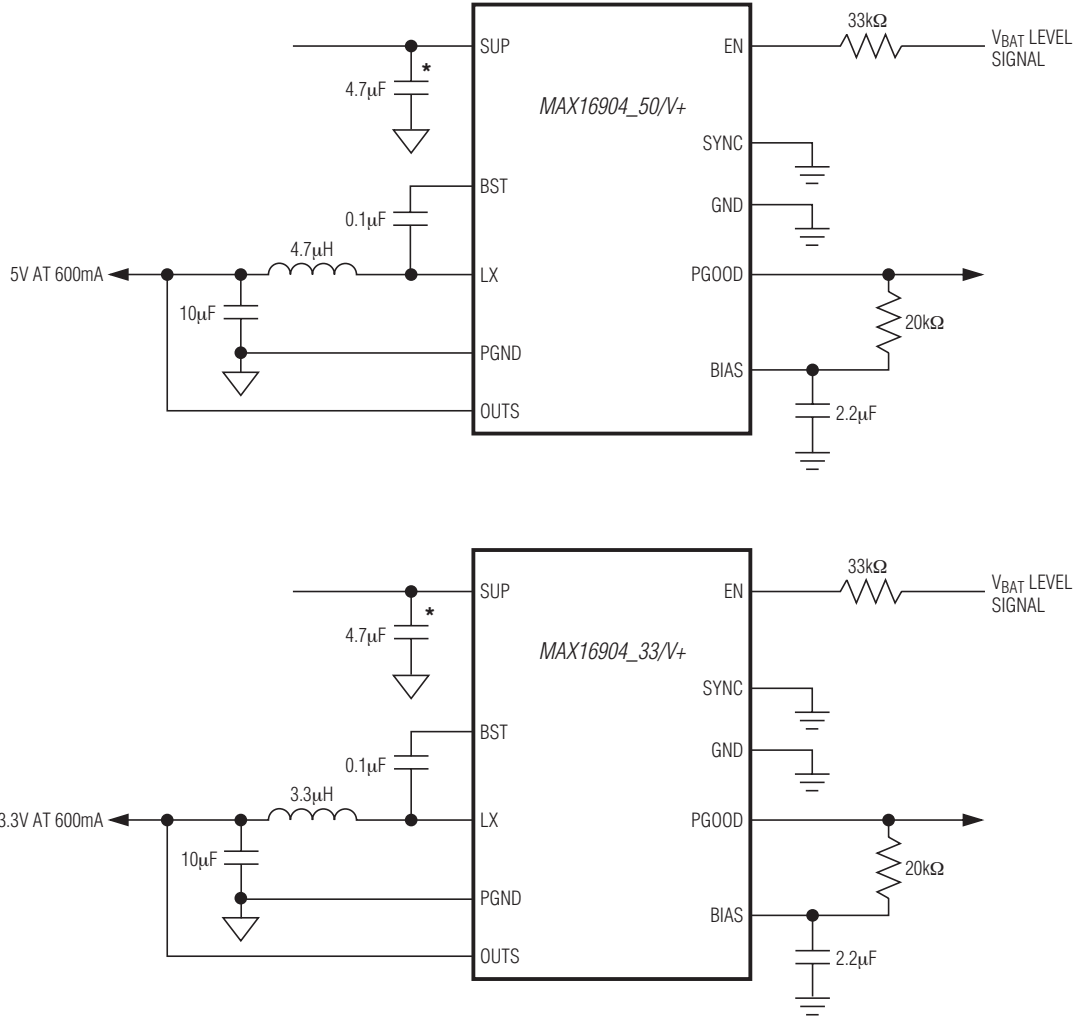 33kΩ
SUP
EN
VBAT LEVEL
SIGNAL
*
4.7µF
MAX16904_50/V+
SYNC
BST
GND
0.1µF
4.7µH
5V AT 600mA
LX
PGOOD
10µF
20kΩ
PGND
BIAS
OUTS
2.2µF
33kΩ
SUP
EN
VBAT LEVEL
SIGNAL
*
4.7µF
MAX16904_33/V+
SYNC
BST
GND
0.1µF
3.3µH
3.3V AT 600mA
LX
PGOOD
10µF
20kΩ
PGND
BIAS
OUTS
2.2µF